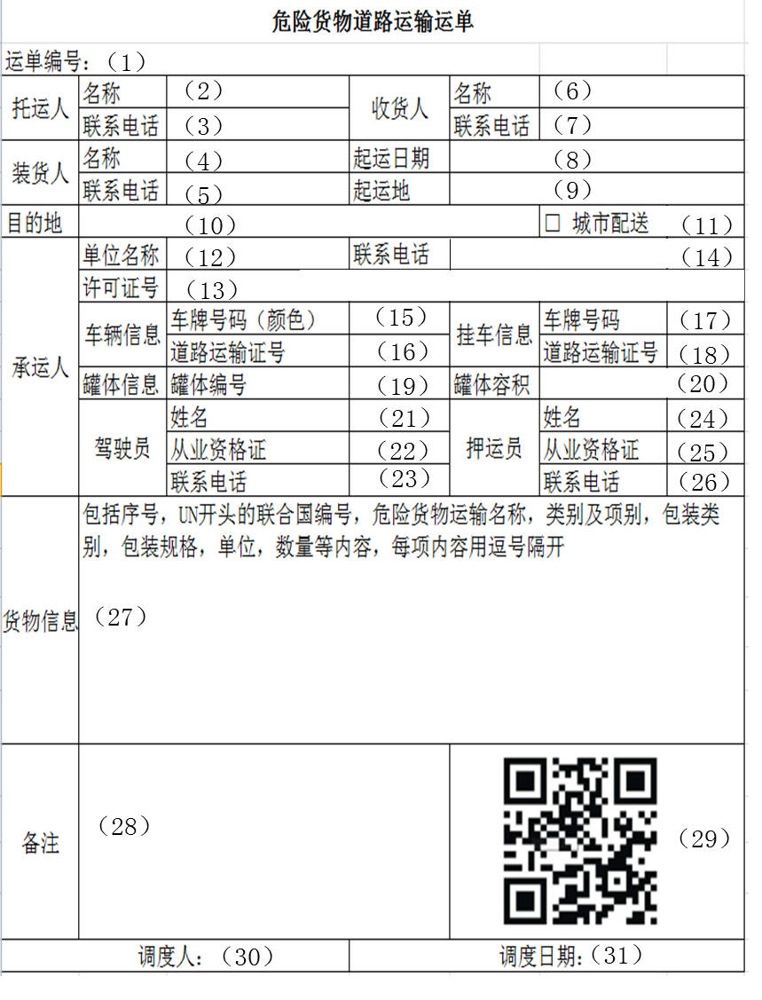 危险货物道路运输运单
运单编号：（1）
托运人 名称 （2） 收货人 名称 （6）
联系电话 （3） 联系电话 （7）
装货人 名称 （4） 起运日期 （8）
联系电话 （5） 起运地 （9）
目的地 （10） □ 城市配送 （11）
承运人 单位名称 （12） 联系电话 （14）
许可证号 （13）
车辆信息 车牌号码（颜色） （15） 挂车信息 车牌号码 （17）
道路运输证号 （16） 道路运输证号 （18）
罐体信息 罐体编号 （19） 罐体容积 （20）
驾驶员 姓名 （21） 押运员 姓名 （24）
从业资格证 （22） 从业资格证 （25）
联系电话 （23） 联系电话 （26）
货物信息 包括序号，UN开头的联合国编号，危险货物运输名称，类别及项别，包装类
别，包装规格，单位，数量等内容，每项内容用逗号隔开
（27）
备注 （28） （29）
调度人：（30） 调度日期：（31）